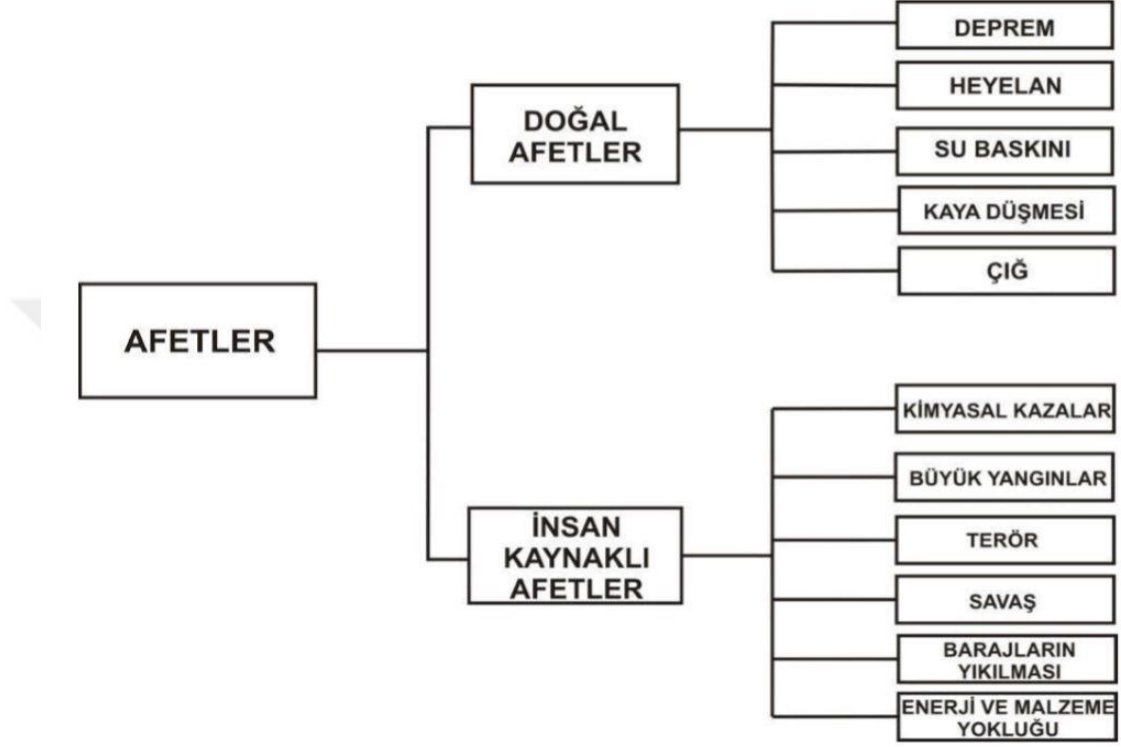 AFETLER
DOĞAL
AFETLER
DEPREM
HEYELAN
SU BASKINI
KAYA DÜŞMESİ
ÇIĞ
İNSAN
KAYNAKLI
AFETLER
KİMYASAL KAZALAR
BÜYÜK YANGINLAR
TERÖR
SAVAŞ
BARAJLARIN
YIKILMASI
ENERJİ VE MALZEME
YOKLUĞU